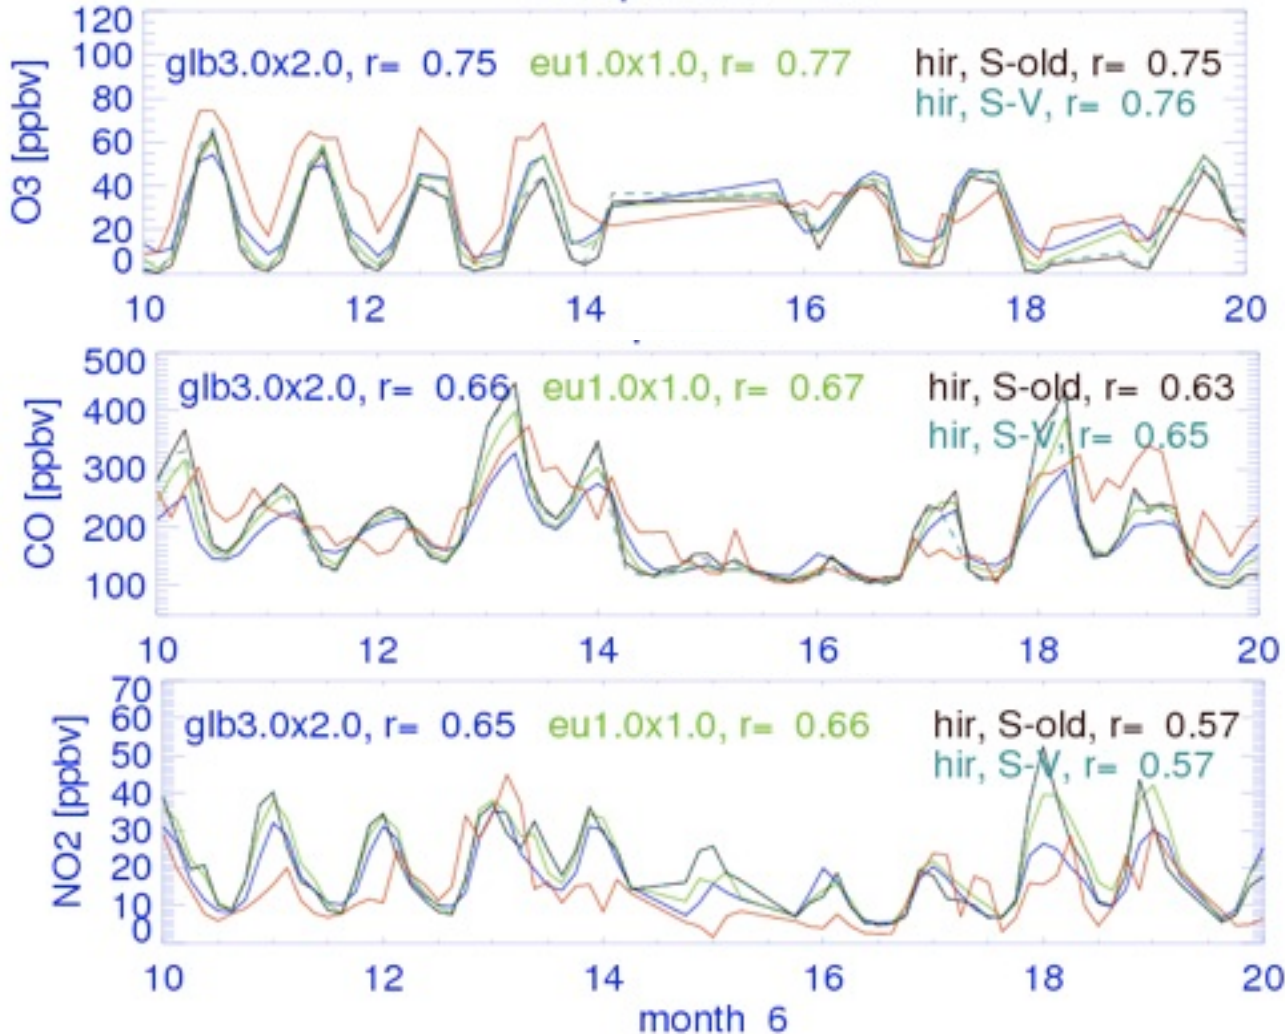 120
100
80
60
40
20
0
O3 [ppbv]
glb3.0x2.0, r= 0.75 eu1.0x1.0, r= 0.77 hir, S-old, r= 0.75
hir, S-V, r= 0.76
10 12 14 16 18 20
500
400
300
200
100
CO [ppbv]
glb3.0x2.0, r= 0.66 eu1.0x1.0, r= 0.67 hir, S-old, r= 0.63
hir, S-V, r= 0.65
10 12 14 16 18 20
70
60
50
40
30
20
10
0
NO2 [ppbv]
glb3.0x2.0, r= 0.65 eu1.0x1.0, r= 0.66 hir, S-old, r= 0.57
hir, S-V, r= 0.57
10 12 14 16 18 20
month 6